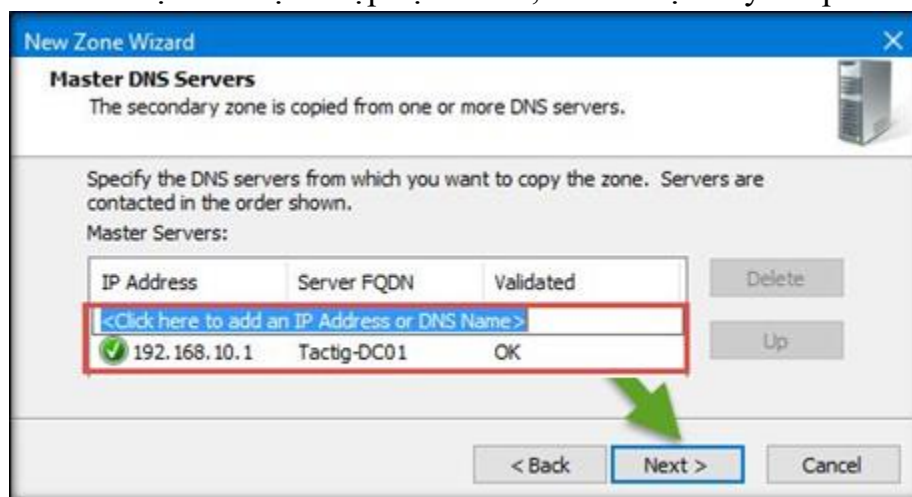 New Zone Wizard
Master DNS Servers
The secondary zone is copied from one or more DNS servers.
Specify the DNS servers from which you want to copy the zone. Servers are
contacted in the order shown.
Master Servers:
IP Address Server FQDN Validated Delete
<Click here to add an IP Address or DNS Name>
192.168.10.1 Tactig-DC01 OK Up
< Back Next > Cancel